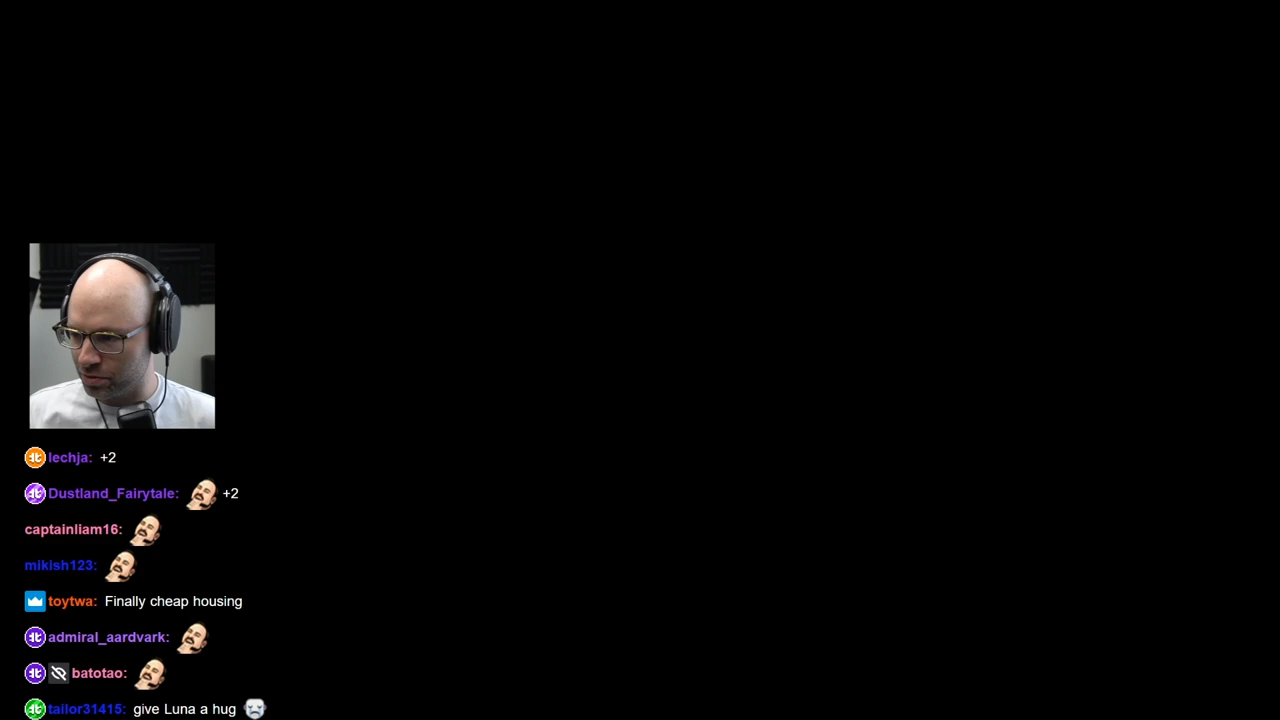 lechja: +2
Dustland_Fairytale: +2
captainliam16:
mikish123:
toytwa: Finally cheap housing
admiral_aardvark:
batotao:
tailor31415: give Luna a hug